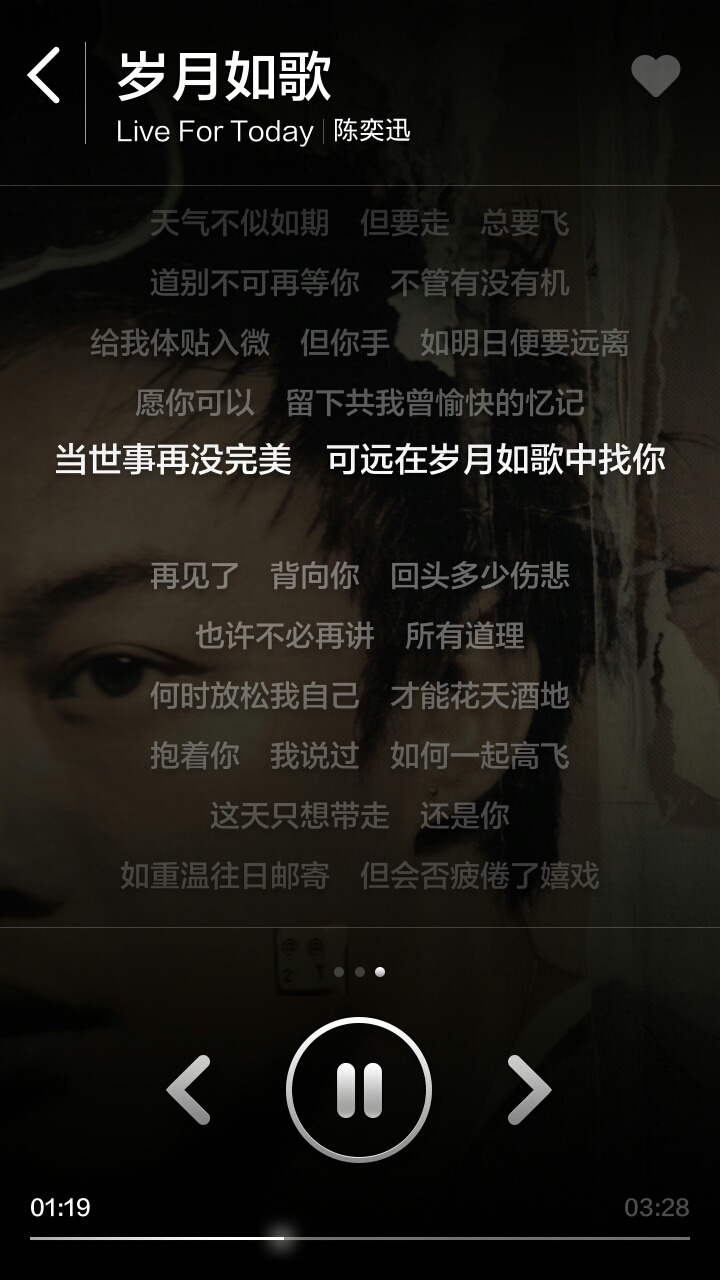 岁月如歌
Live For Today | 陈奕迅
天气不似如期 但要走 总要飞
道别不可再等你 不管有没有机
给我体贴入微 但你手 如明日便要远离
愿你可以 留下共我曾愉快的忆记
当世事再没完美 可远在岁月如歌中找你
再见了 背向你 回头多少伤悲
也许不必再讲 所有道理
何时放松我自己 才能花天酒地
抱着你 我说过 如何一起高飞
这天只想带走 还是你
如重温往日邮寄 但会否疲倦了嬉戏
01:19 03:28